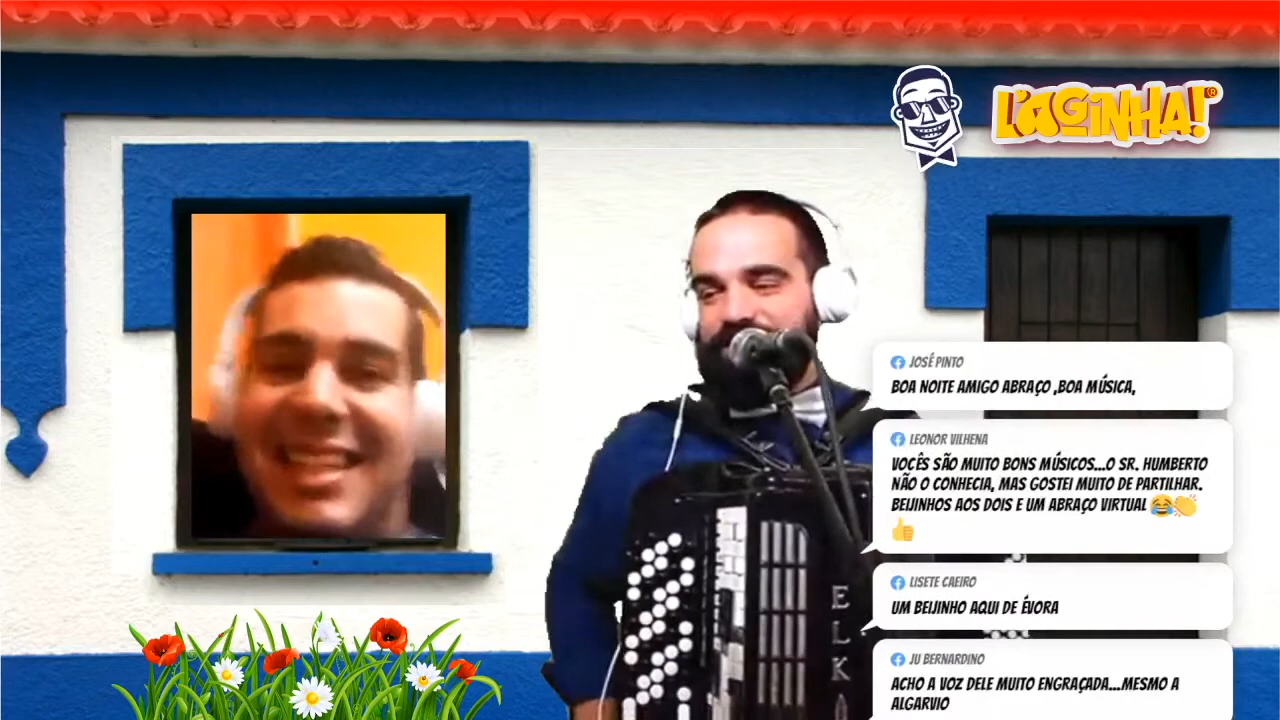 L'AGINHA!®
JOSÉ PINTO
BOA NOITE AMIGO ABRAÇO ,BOA MÚSICA,
LEONOR VILHENA
VOCÊS SÃO MUITO BONS MÚSICOS...O SR. HUMBERTO
NÃO O CONHECIA, MAS GOSTEI MUITO DE PARTILHAR.
BEIJINHOS AOS DOIS E UM ABRAÇO VIRTUAL 😂👏
👍
LISETE CAEIRO
UM BEIJINHO AQUI DE ÉVORA
JU BERNARDINO
ACHO A VOZ DELE MUITO ENGRAÇADA...MESMO A
ALGARVIO
ELKA